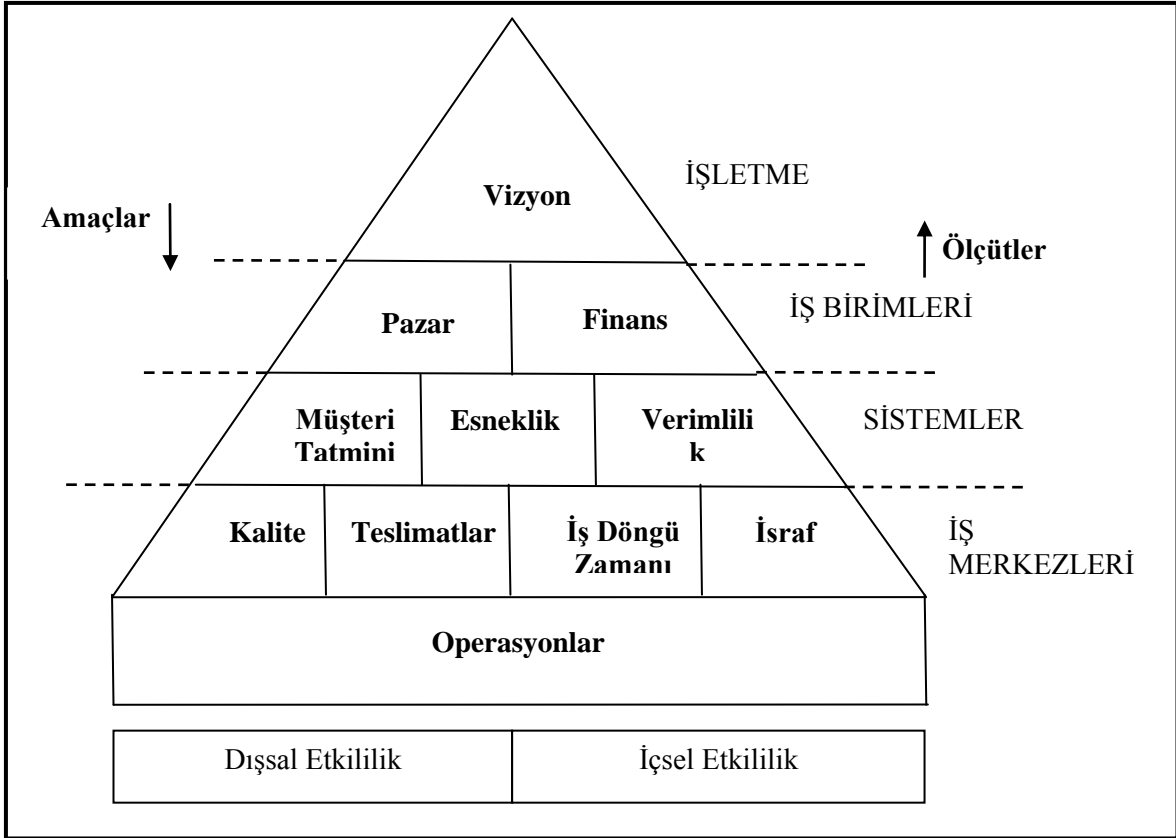 İŞLETME
Vizyon
Amaçlar
Ölçütler
İŞ BİRİMLERİ
Pazar
Finans
Müşteri
Tatmini
Esneklik
Verimlili
k
SİSTEMLER
Kalite
Teslimatlar
İş Döngü
Zamanı
İsraf
İŞ
MERKEZLERİ
Operasyonlar
Dışsal Etkililik
İçsel Etkililik